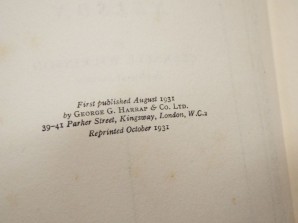 First published August 1931
by GEORGE G. HARRAP & CO. LTD.
39-41 Parker Street, Kingsway, London, W.C.2
Reprinted October 1931